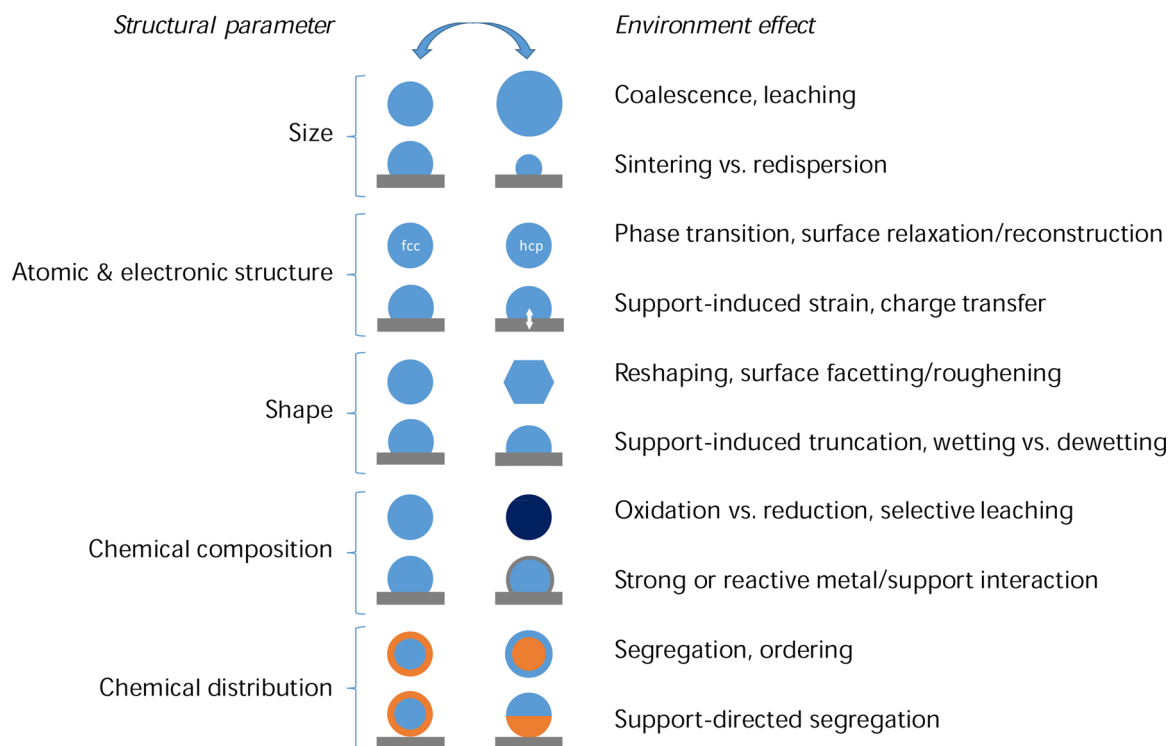 Structural parameter
Environment effect
Size
Coalescence, leaching
Sintering vs. redispersion
Atomic & electronic structure
fcc
hcp
Phase transition, surface relaxation/reconstruction
Support-induced strain, charge transfer
Shape
Reshaping, surface facetting/roughening
Support-induced truncation, wetting vs. dewetting
Chemical composition
Oxidation vs. reduction, selective leaching
Strong or reactive metal/support interaction
Chemical distribution
Segregation, ordering
Support-directed segregation